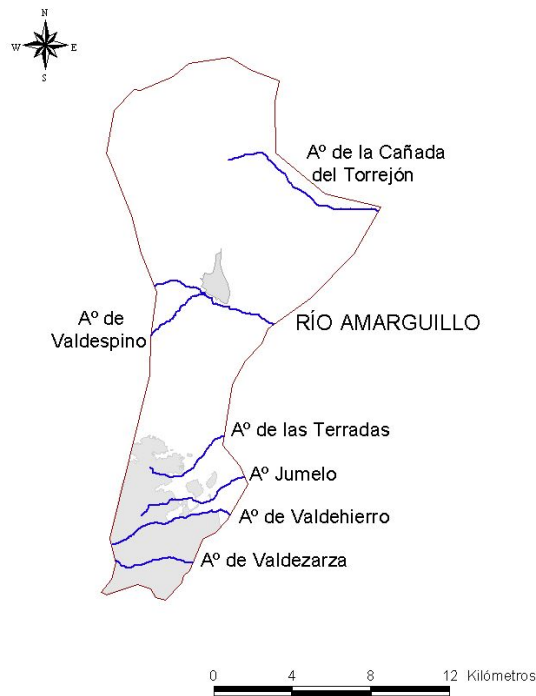 N
W E
S
Aº de la Cañada
del Torrejón
Aº de
Valdespino
RÍO AMARGUILLO
Aº de las Terradas
Aº Jumelo
Aº de Valdehierro
Aº de Valdezarza
0 4 8 12 Kilómetros